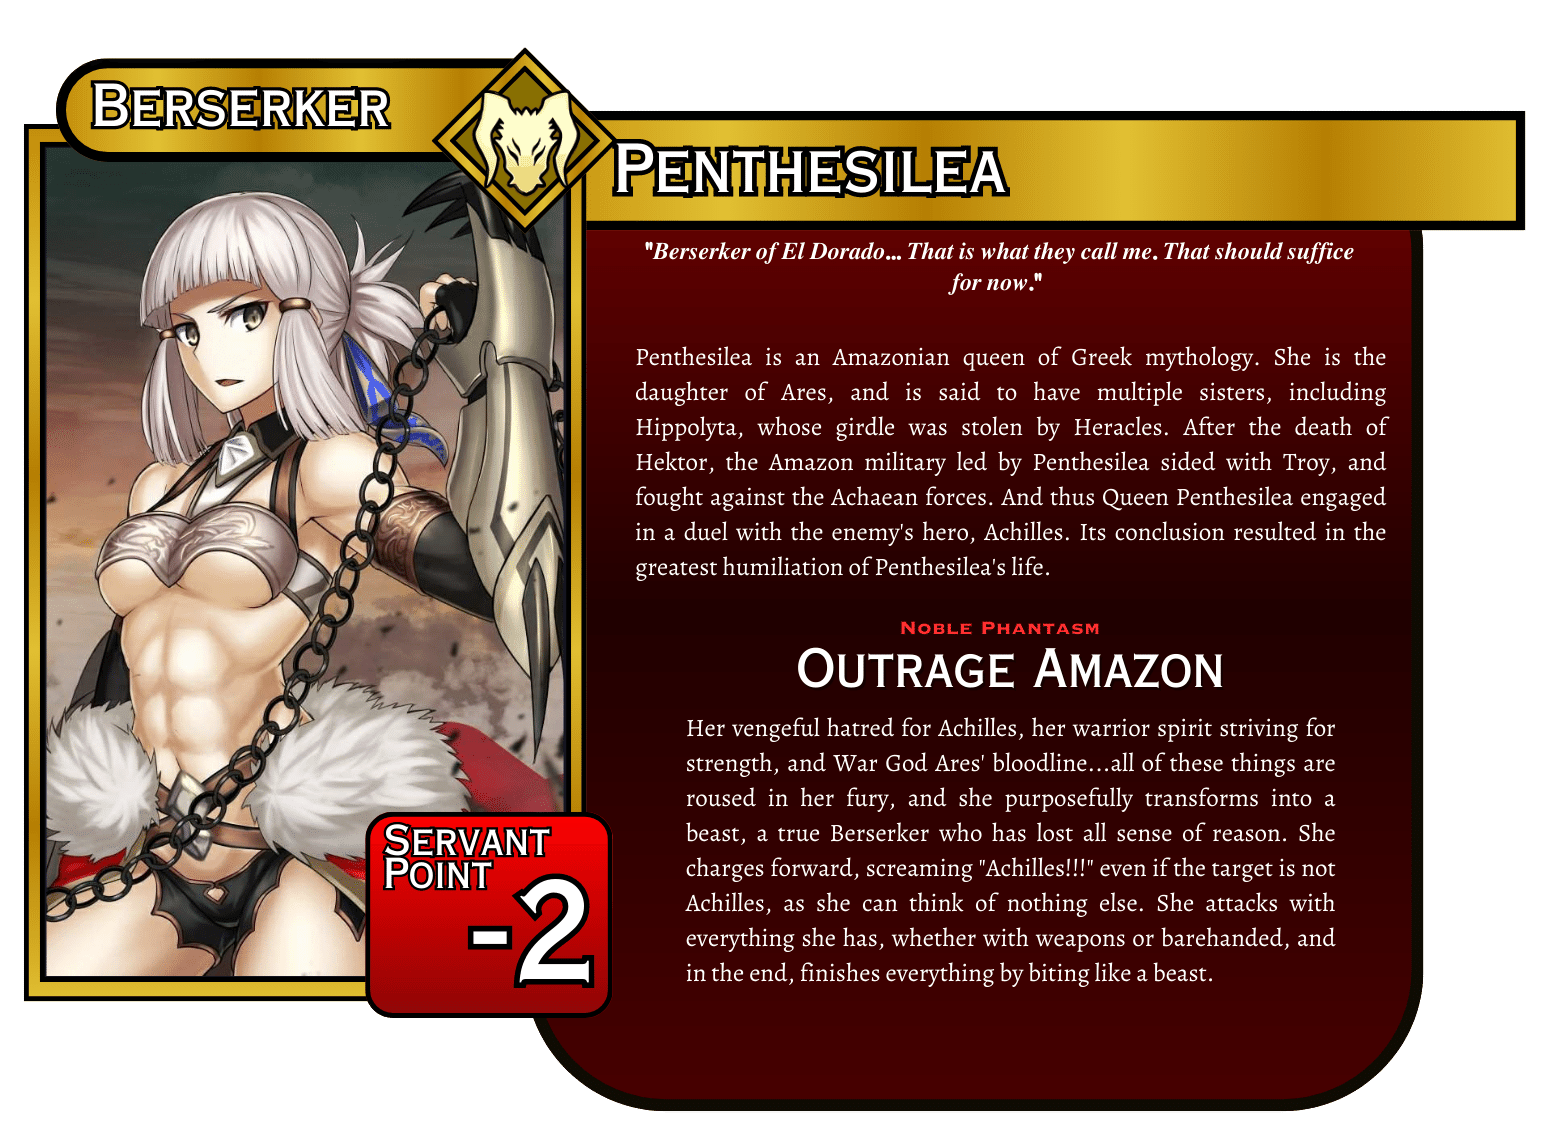 Berserker
Penthesilea
"Berserker of El Dorado... That is what they call me. That should suffice
for now."
Penthesilea is an Amazonian queen of Greek mythology. She is the
daughter of Ares, and is said to have multiple sisters, including
Hippolyta, whose girdle was stolen by Heracles. After the death of
Hektor, the Amazon military led by Penthesilea sided with Troy, and
fought against the Achaean forces. And thus Queen Penthesilea engaged
in a duel with the enemy's hero, Achilles. Its conclusion resulted in the
greatest humiliation of Penthesilea's life.
Noble Phantasm
Outrage Amazon
Her vengeful hatred for Achilles, her warrior spirit striving for
strength, and War God Ares' bloodline...all of these things are
roused in her fury, and she purposefully transforms into a
beast, a true Berserker who has lost all sense of reason. She
charges forward, screaming "Achilles!!!" even if the target is not
Achilles, as she can think of nothing else. She attacks with
everything she has, whether with weapons or barehanded, and
in the end, finishes everything by biting like a beast.
Servant
Point
-2